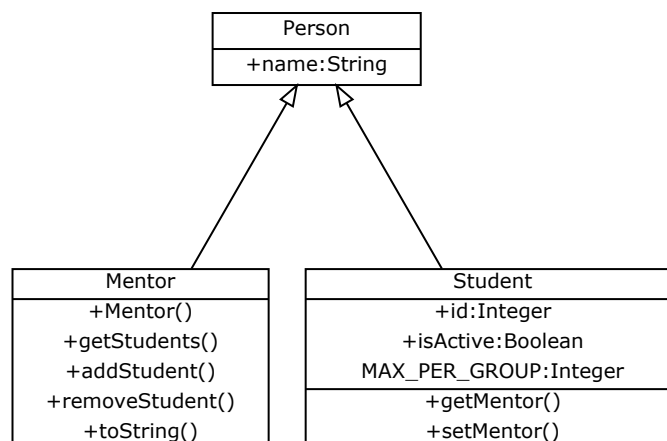 Person
+name:String
Mentor
+Mentor()
+getStudents()
+addStudent()
+removeStudent()
+toString()
Student
+id:Integer
+isActive:Boolean
MAX_PER_GROUP:Integer
+getMentor()
+setMentor()